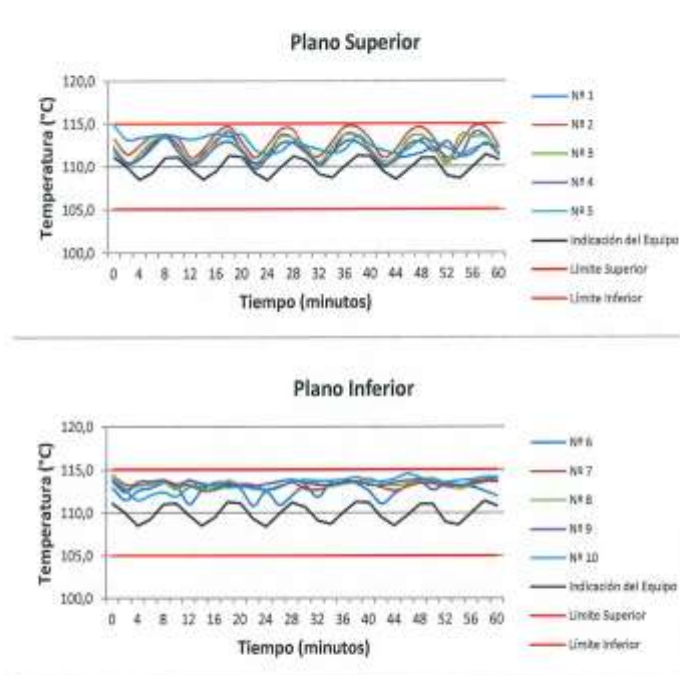 Plano Superior
Temperatura (°C)
120,0
115,0
110,0
105,0
100,0
0 4 8 12 16 20 24 28 32 36 40 44 48 52 56 60
Tiempo (minutos)
Nº 1
Nº 2
Nº 3
Nº 4
Nº 5
Indicación del Equipo
Límite Superior
Límite Inferior
Plano Inferior
Temperatura (°C)
120,0
115,0
110,0
105,0
100,0
0 4 8 12 16 20 24 28 32 36 40 44 48 52 56 60
Tiempo (minutos)
Nº 6
Nº 7
Nº 8
Nº 9
Nº 10
Indicación del Equipo
Límite Superior
Límite Inferior